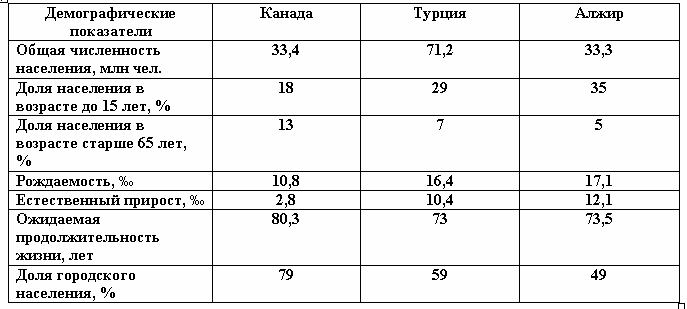 Демографические Канада Турция Алжир
показатели
Общая численность 33,4 71,2 33,3
населения, млн чел.
Доля населения в 18 29 35
возрасте до 15 лет, %
Доля населения в 13 7 5
возрасте старше 65 лет,
%
Рождаемость, ‰ 10,8 16,4 17,1
Естественный прирост, ‰ 2,8 10,4 12,1
Ожидаемая 80,3 73 73,5
продолжительность
жизни, лет
Доля городского 79 59 49
населения, %